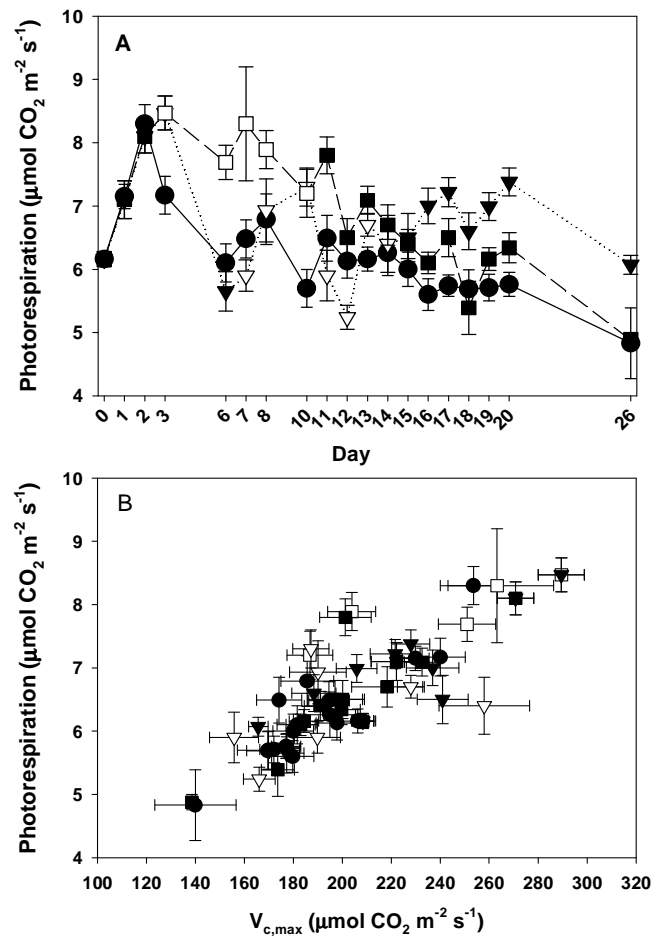 A
Photorespiration (μmol CO2 m-2 s-1)
10
9
8
7
6
5
4
0 1 2 3 6 7 8 10 11 12 13 14 15 16 17 18 19 20 26
Day
B
Photorespiration (μmol CO2 m-2 s-1)
10
9
8
7
6
5
4
100 120 140 160 180 200 220 240 260 280 300 320
Vc,max (μmol CO2 m-2 s-1)